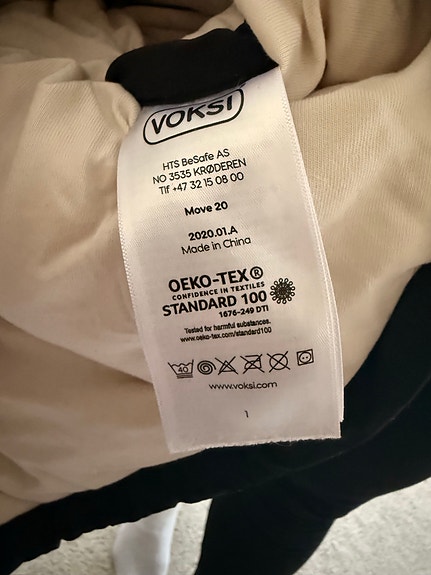 VOKSI
HTS BeSafe AS
NO 3535 KRØDEREN
Tlf +47 32 15 08 00
Move 20
2020.01.A
Made in China
OEKO-TEX®
CONFIDENCE IN TEXTILES
STANDARD 100
1676-249 DTI
Tested for harmful substances.
www.oeko-tex.com/standard100
40
www.voksi.com
1